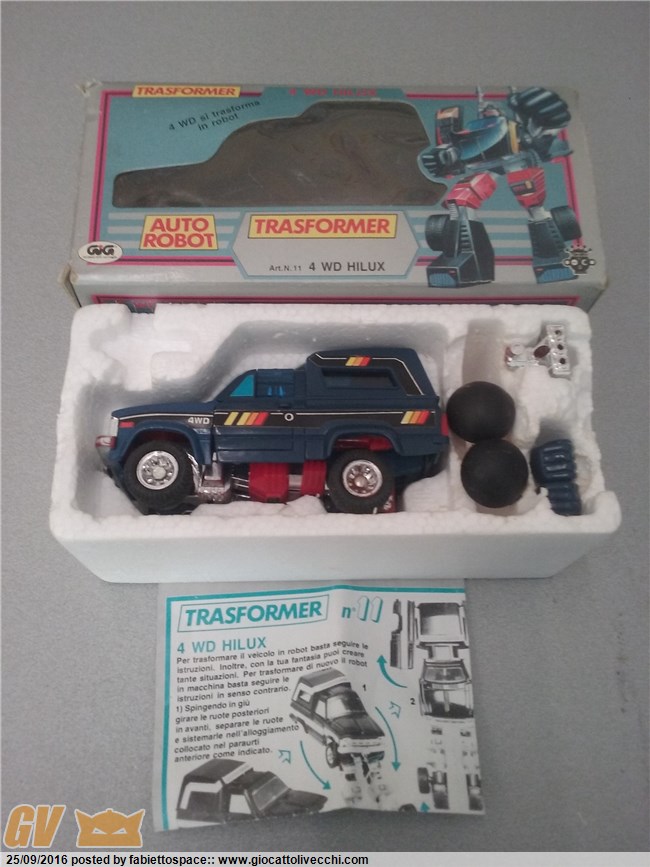 TRASFORMER
4 WD HILUX
4 WD si trasforma
in robot
AUTO
ROBOT
TRASFORMER
GiG
Art.N.11 4 WD HILUX
4WD
TRASFORMER n° 11
4 WD HILUX
Per trasformare il veicolo in robot basta seguire le
istruzioni. Inoltre, con la tua fantasia puoi creare
tante situazioni. Per trasformare di nuovo il robot
in macchina basta seguire le
istruzioni in senso contrario.
1) Spingendo in giù
girare le ruote posteriori
in avanti, separare le ruote
e sistemarle nell'alloggiamento
collocato nel paraurti
anteriore come indicato.
1
2
GV
25/09/2016 posted by fabiettospace:: www.giocattolivecchi.com